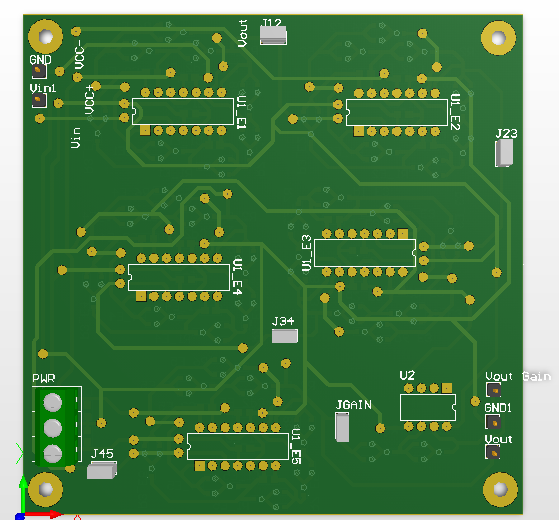 Vout
J12
VCC-
GND
Vin1
VCC+
U1_E1
U1_E2
Vin
J23
U1_E3
U1_E4
J34
PWR
U2
Vout Gain
JGAIN
GND1
U1_E5
Vout
J45